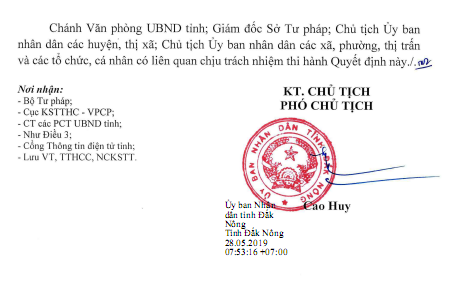 Chánh Văn phòng UBND tỉnh; Giám đốc Sở Tư pháp; Chủ tịch Ủy ban
nhân dân các huyện, thị xã; Chủ tịch Ủy ban nhân dân các xã, phường, thị trấn
và các tổ chức, cá nhân có liên quan chịu trách nhiệm thi hành Quyết định này./.
Nơi nhận:
- Bộ Tư pháp;
- Cục KSTTHC - VPCP;
- CT các PCT UBND tỉnh;
- Như Điều 3;
- Cổng Thông tin điện tử tỉnh;
- Lưu VT, TTHCC, NCKSTT.
KT. CHỦ TỊCH
PHÓ CHỦ TỊCH
ỦY BAN NHÂN DÂN TỈNH ĐẮK NÔNG
Cao Huy
Ủy ban Nhân
dân tỉnh Đắk
Nông
Tỉnh Đắk Nông
28.05.2019
07:53:16 +07:00